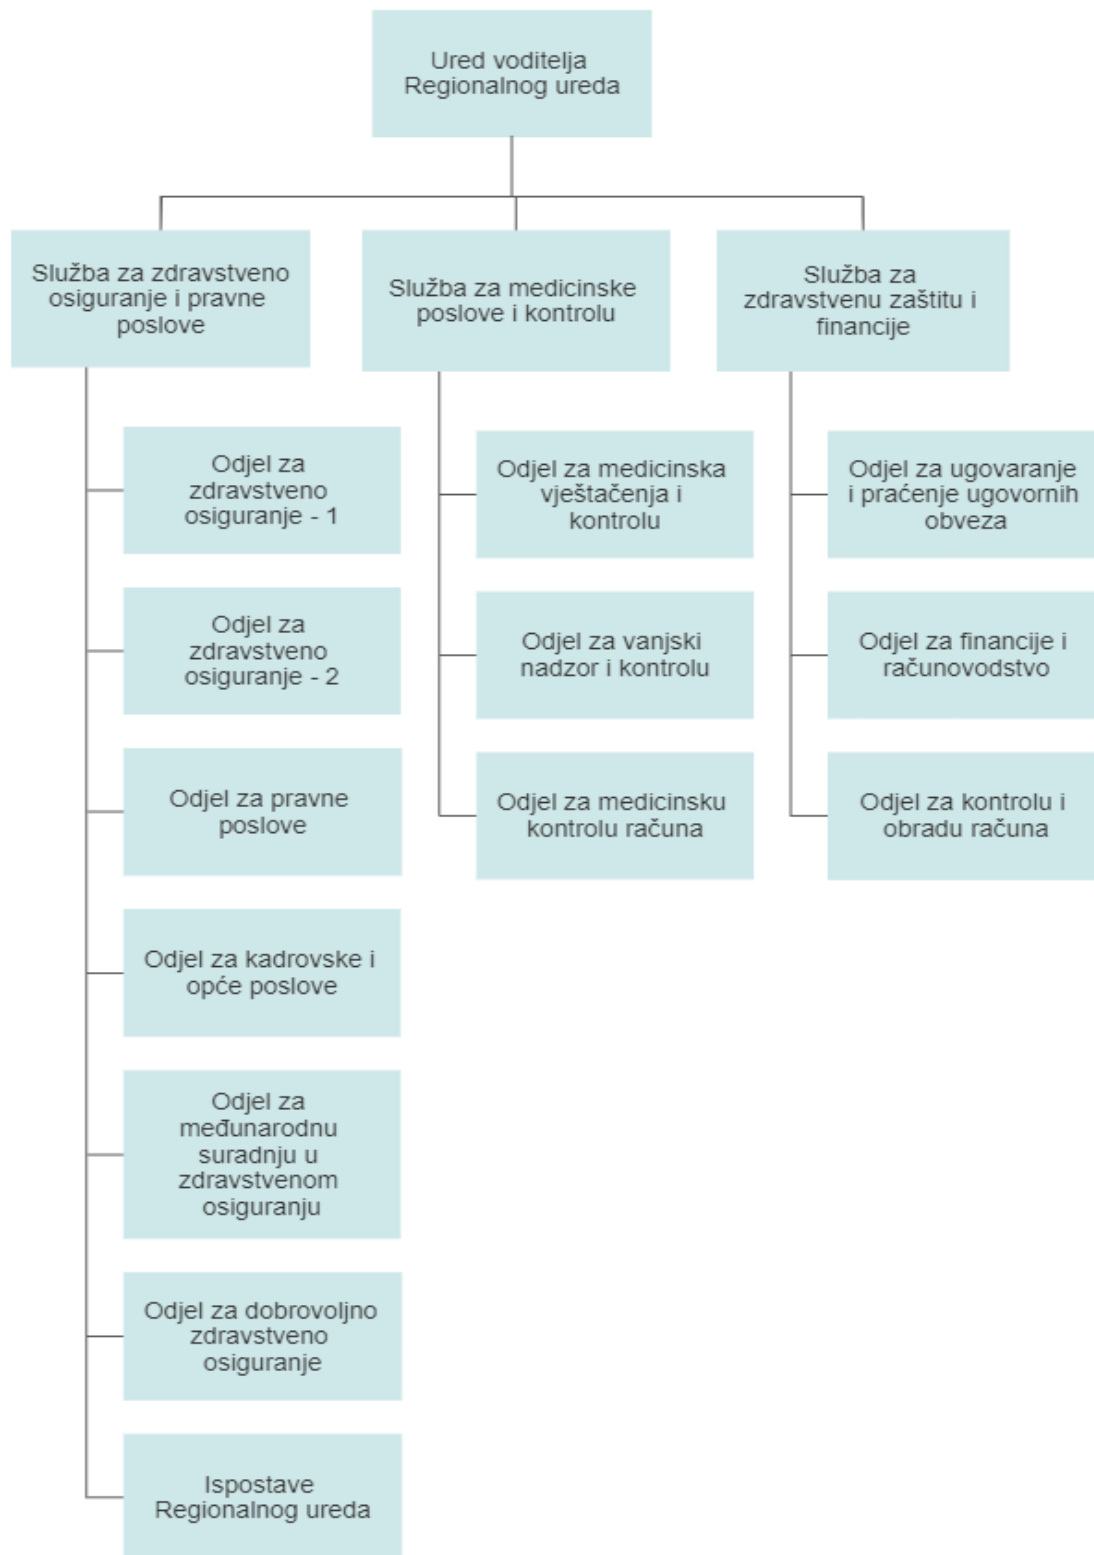 Ured voditelja
Regionalnog ureda
Služba za zdravstveno
osiguranje i pravne
poslove
Služba za medicinske
poslove i kontrolu
Služba za
zdravstvenu zaštitu i
financije
Odjel za
zdravstveno
osiguranje - 1
Odjel za
zdravstveno
osiguranje - 2
Odjel za pravne
poslove
Odjel za kadrovske i
opće poslove
Odjel za
međunarodnu
suradnju u
zdravstvenom
osiguranju
Odjel za dobrovoljno
zdravstveno
osiguranje
Ispostave
Regionalnog ureda
Odjel za medicinska
vještačenja i
kontrolu
Odjel za vanjski
nadzor i kontrolu
Odjel za medicinsku
kontrolu računa
Odjel za ugovaranje
i praćenje ugovornih
obveza
Odjel za financije i
računovodstvo
Odjel za kontrolu i
obradu računa